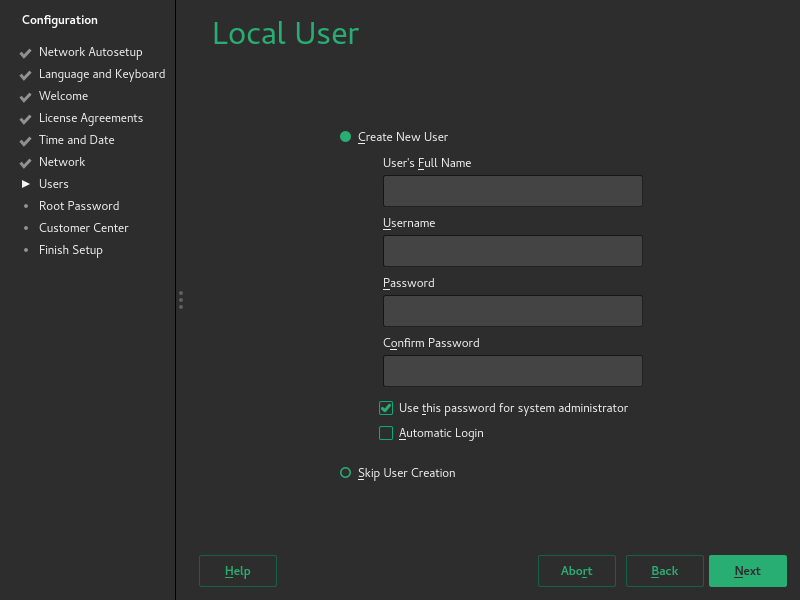 Configuration
Network Autosetup
Language and Keyboard
Welcome
License Agreements
Time and Date
Network
Users
Root Password
Customer Center
Finish Setup
Local User
Create New User
User's Full Name
Username
Password
Confirm Password
Use this password for system administrator
Automatic Login
Skip User Creation
Help
Abort
Back
Next